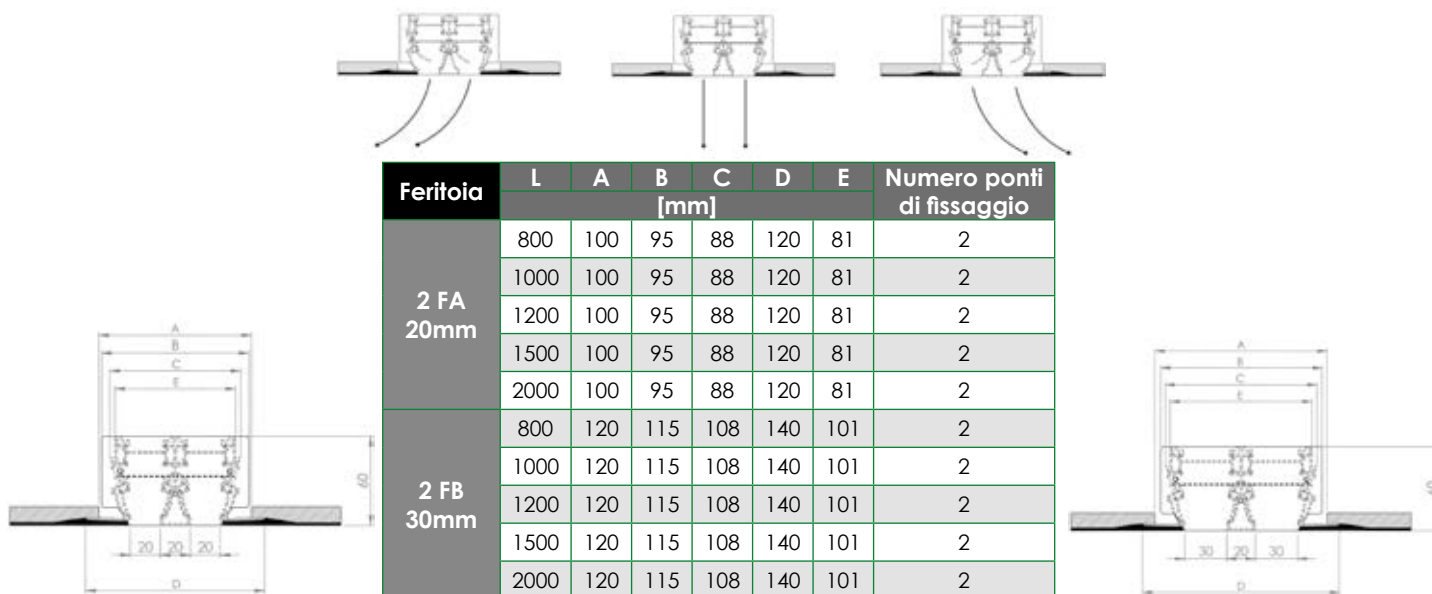 Feritoia L A B C D E Numero ponti
[mm] di fissaggio
2 FA
20mm
800 100 95 88 120 81 2
1000 100 95 88 120 81 2
1200 100 95 88 120 81 2
1500 100 95 88 120 81 2
2000 100 95 88 120 81 2
2 FB
30mm
800 120 115 108 140 101 2
1000 120 115 108 140 101 2
1200 120 115 108 140 101 2
1500 120 115 108 140 101 2
2000 120 115 108 140 101 2
A
B
C
E
60
20 20 20
D
A
B
C
E
30 20 30
D